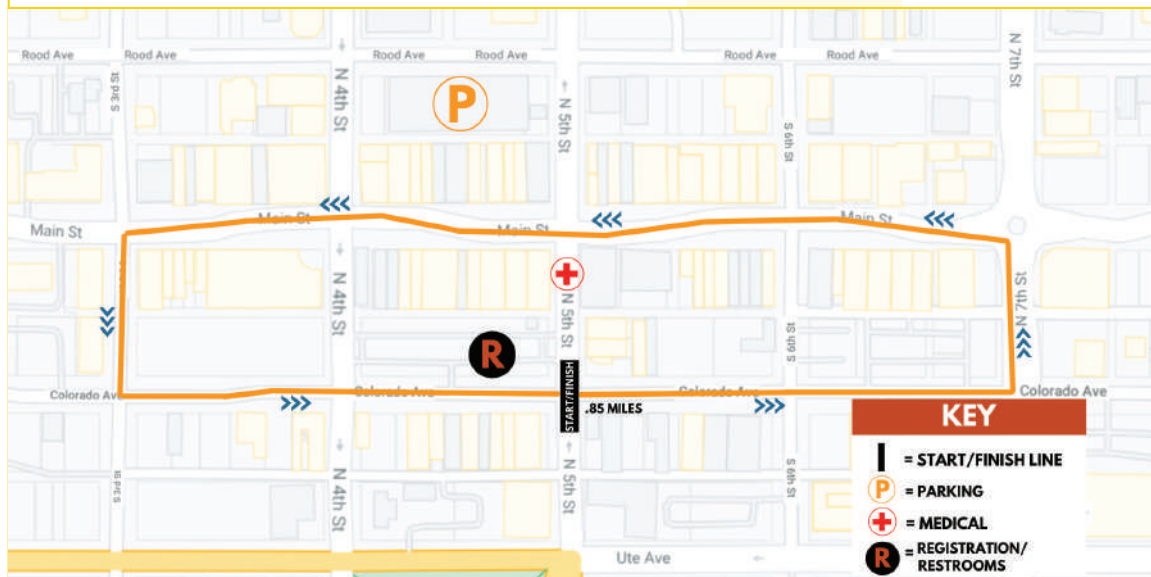 Rood Ave
Rood Ave
Rood Ave
Rood Ave
Rood Ave
Rood Ave
N 7th St
S 3rd St
N 4th St
P
N 5th St
S 6th St
Main St
Main St
Main St
Main St
N 4th St
N 5th St
S 6th St
N 7th St
R
Colorado Av
Colorado Ave
Colorado Ave
Colorado Ave
START/FINISH
.85 MILES
KEY
= START/FINISH LINE
P = PARKING
= MEDICAL
R = REGISTRATION/
RESTROOMS
S 3rd St
N 4th St
N 5th St
S 6th St
Ute Ave